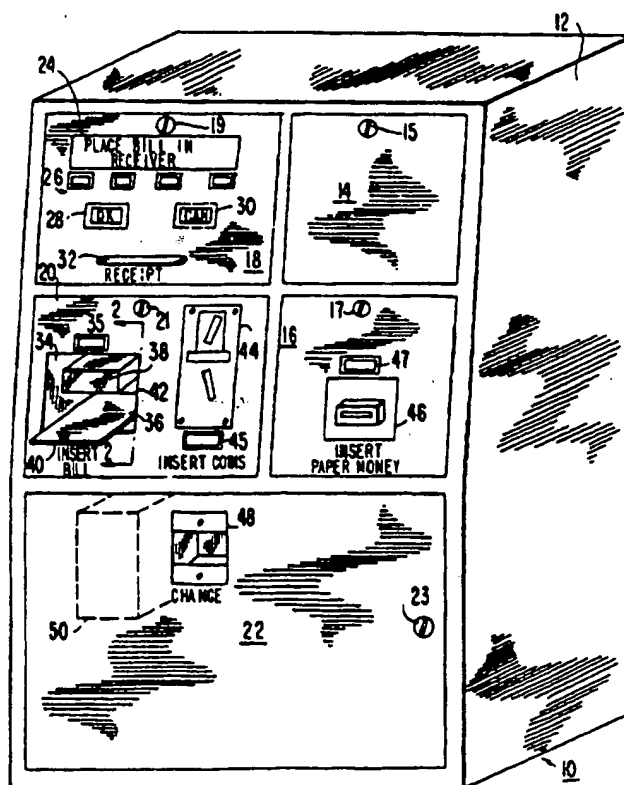 12
24
19
PLACE BILL IN
RECEIVER
15
26
14
28 OK CAN 30
32
RECEIPT
18
20
2
21
17
35
16
34
44
38
47
42
36
46
45
40 INSERT
BILL
2
INSERT COINS
INSERT
PAPER MONEY
48
CHANGE
23
50
22
10